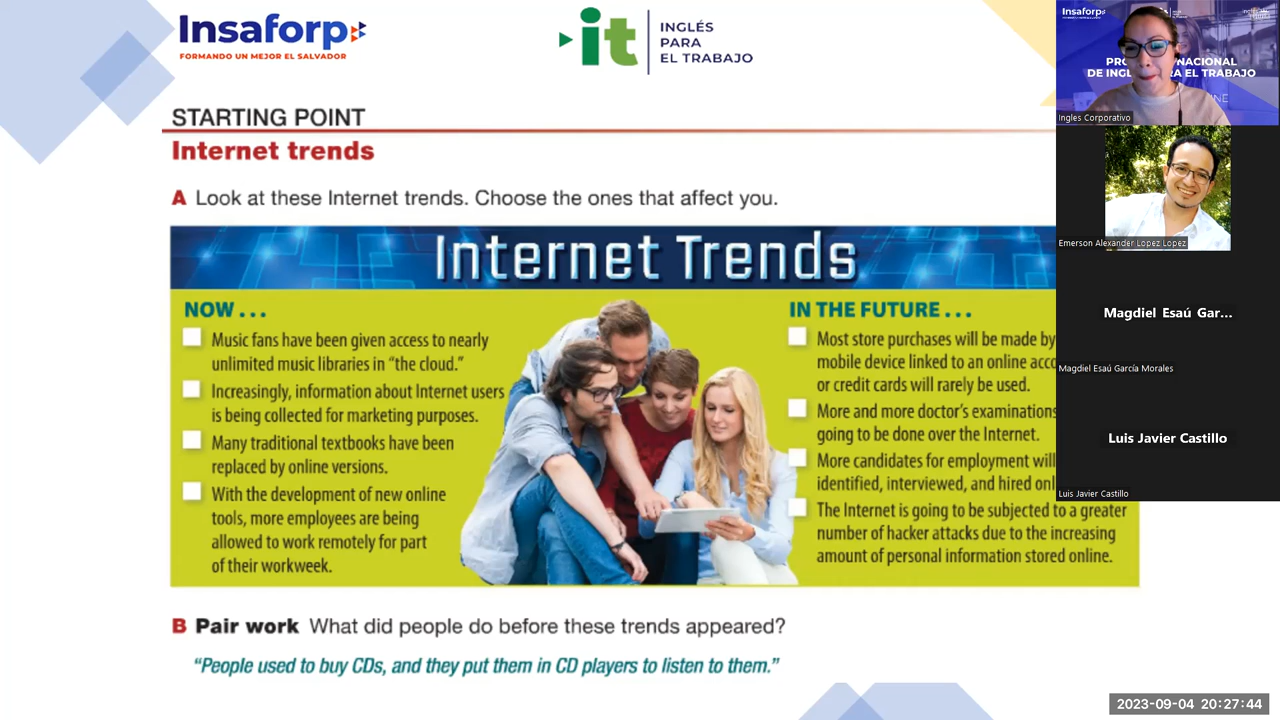 Insaforp
FORMANDO UN MEJOR EL SALVADOR
it
INGLÉS
PARA
EL TRABAJO
STARTING POINT
Internet trends
A Look at these Internet trends. Choose the ones that affect you.
Internet Trends
NOW . . .
Music fans have been given access to nearly
unlimited music libraries in “the cloud.”
Increasingly, information about Internet users
is being collected for marketing purposes.
Many traditional textbooks have been
replaced by online versions.
With the development of new online
tools, more employees are being
allowed to work remotely for part
of their workweek.
IN THE FUTURE . . .
Most store purchases will be made by
mobile device linked to an online
or credit cards will rarely be used.
More and more doctor’s examinations
going to be done over the Internet.
More candidates for employment will
identified, interviewed, and hired
The Internet is going to be subjected to a greater
number of hacker attacks due to the increasing
amount of personal information stored online.
B Pair work What did people do before these trends appeared?
“People used to buy CDs, and they put them in CD players to listen to them.”
Insaforp
NACIONAL
DE EL TRABAJO
Ingles Corporativo
Emerson Alexander Lopez Lopez
Magdiel Esaú Gar...
Magdiel Esaú García Morales
Luis Javier Castillo
Luis Javier Castillo
2023-09-04 20:27:44